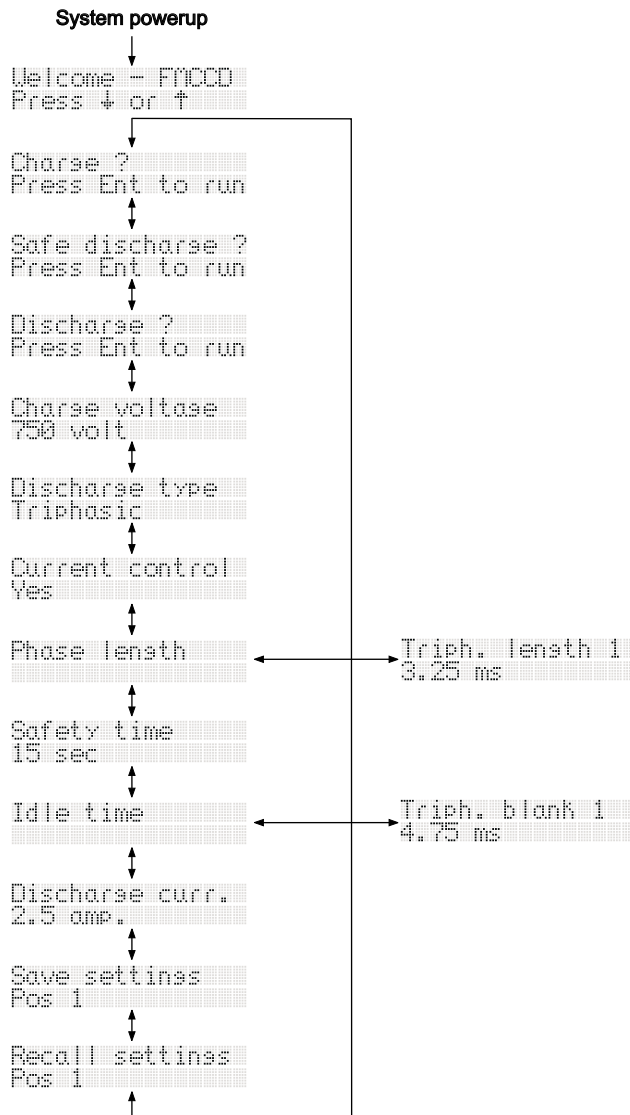 System powerup
Welcome - FMCCD
Press ↓ or ↑
Charge ?
Press Ent to run
Safe discharge ?
Press Ent to run
Discharge ?
Press Ent to run
Charge voltage
750 volt
Discharge type
Triphasic
Current control
Yes
Phase length
Triph. length 1
3.25 ms
Safety time
15 sec
Idle time
Triph. blank 1
4.75 ms
Discharge curr.
2.5 amp.
Save settings
Pos 1
Recall settings
Pos 1